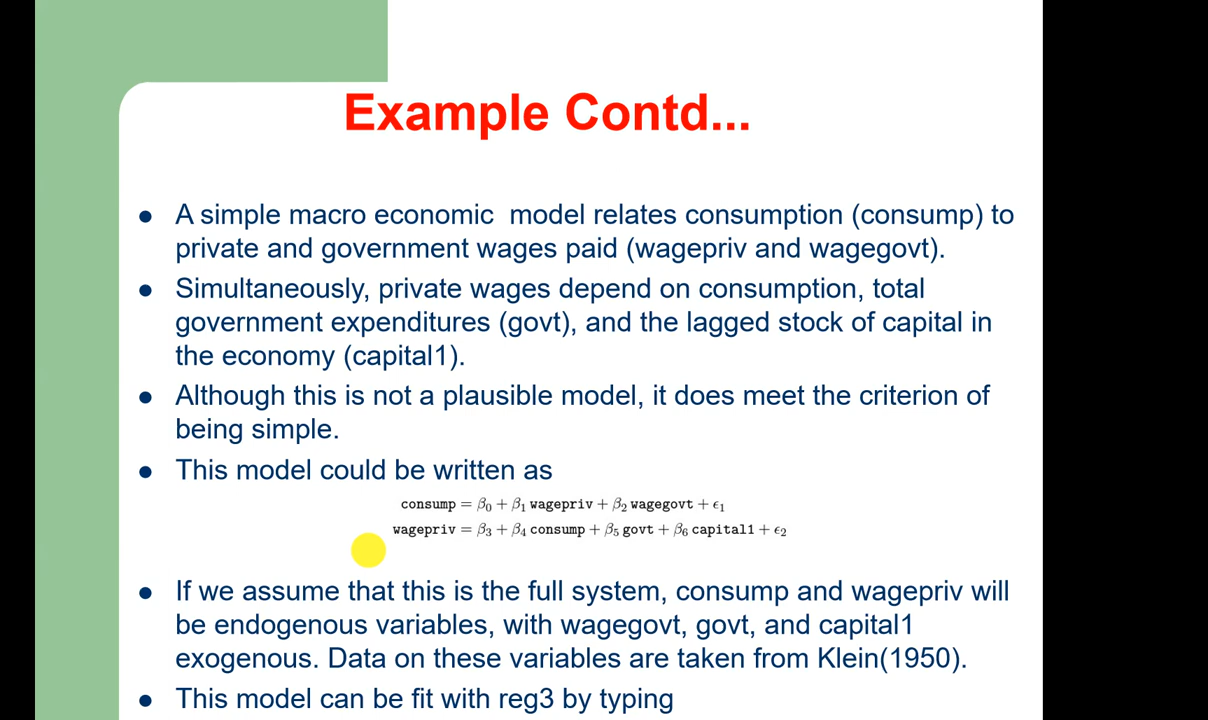 Example Contd...
A simple macro economic model relates consumption (consump) to
private and government wages paid (wagepriv and wagegovt).
Simultaneously, private wages depend on consumption, total
government expenditures (govt), and the lagged stock of capital in
the economy (capital1).
Although this is not a plausible model, it does meet the criterion of
being simple.
This model could be written as
consump = β₀ + β₁ wagepriv + β₂ wagegovt + ϵ₁
wagepriv = β₃ + β₄ consump + β₅ govt + β₆ capital1 + ϵ₂
If we assume that this is the full system, consump and wagepriv will
be endogenous variables, with wagegovt, govt, and capital1
exogenous. Data on these variables are taken from Klein(1950).
This model can be fit with reg3 by typing